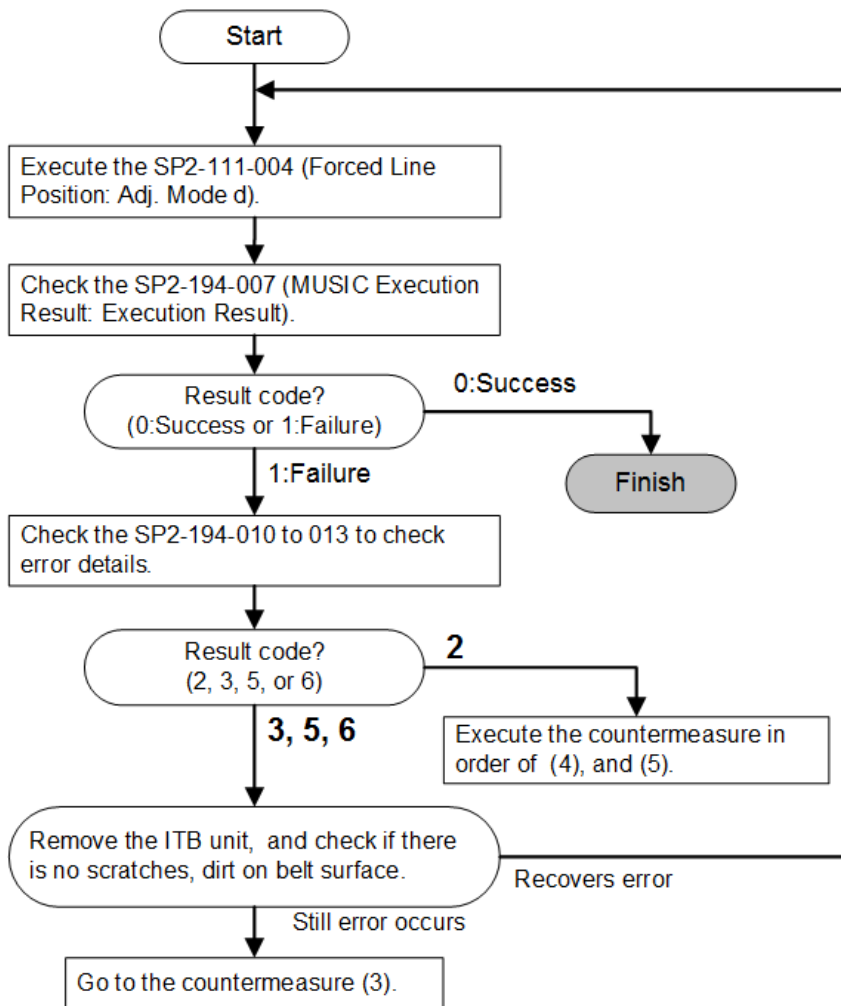 Start
Execute the SP2-111-004 (Forced Line
Position: Adj. Mode d).
Check the SP2-194-007 (MUSIC Execution
Result: Execution Result).
Result code?
(0:Success or 1:Failure)
0:Success
Finish
1:Failure
Check the SP2-194-010 to 013 to check
error details.
Result code?
(2, 3, 5, or 6)
2
Execute the countermeasure in
order of (4), and (5).
3, 5, 6
Remove the ITB unit, and check if there
is no scratches, dirt on belt surface.
Recovers error
Still error occurs
Go to the countermeasure (3).